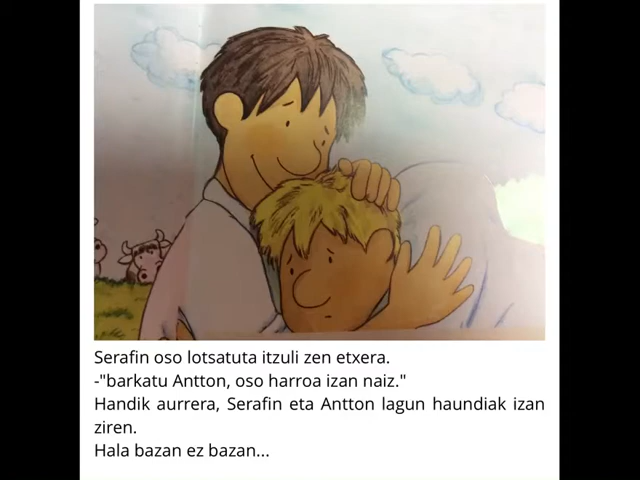 Serafin oso lotsatuta itzuli zen etxera.
-"barkatu Antton, oso harroa izan naiz."
Handik aurrera, Serafin eta Antton lagun haundiak izan
ziren.
Hala bazan ez bazan...